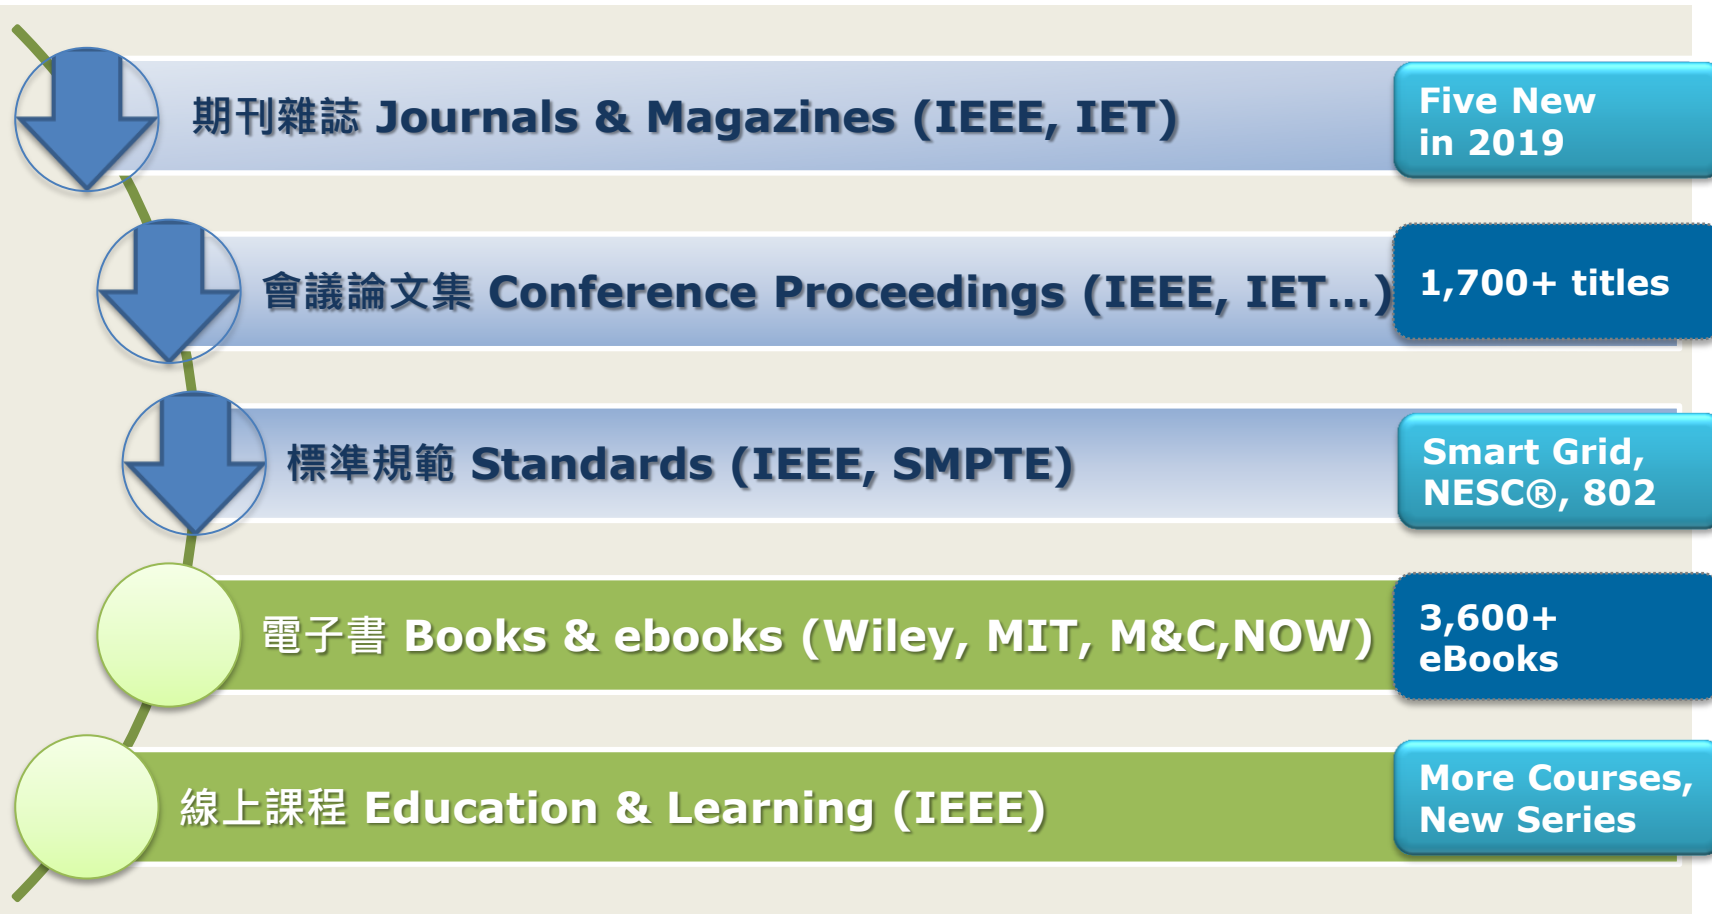 期刊雜誌 Journals & Magazines (IEEE, IET)
Five New
in 2019
會議論文集 Conference Proceedings (IEEE, IET...)
1,700+ titles
標準規範 Standards (IEEE, SMPTE)
Smart Grid,
NESC®, 802
電子書 Books & ebooks (Wiley, MIT, M&C,NOW)
3,600+
eBooks
線上課程 Education & Learning (IEEE)
More Courses,
New Series